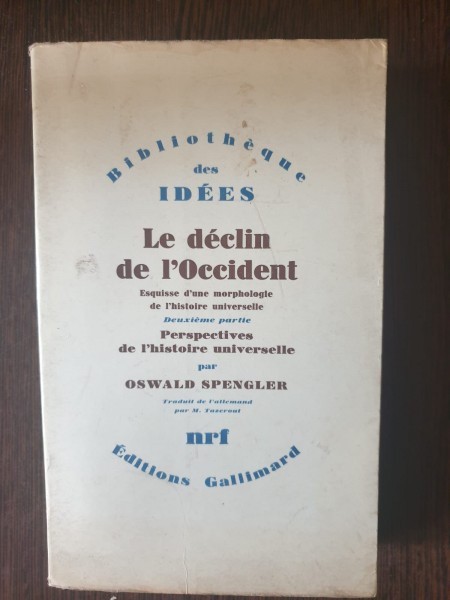 Bibliothèque
des
IDÉES
Le déclin
de l'Occident
Esquisse d'une morphologie
de l'histoire universelle
Deuxième partie
Perspectives
de l'histoire universelle
par
OSWALD SPENGLER
Traduit de l'allemand
par M. Tazerout
nrf
Éditions Gallimard